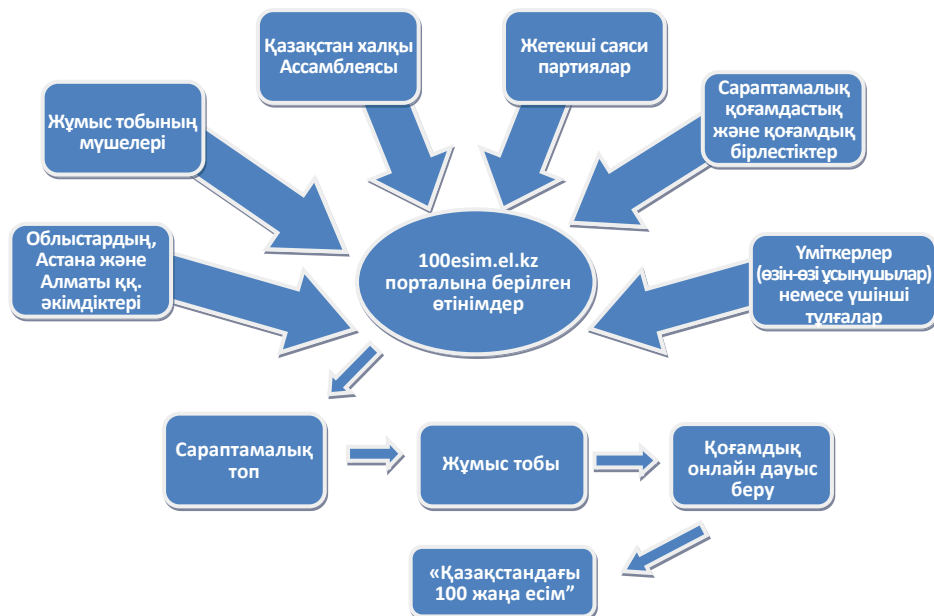 Қазақстан халқы
Ассамблеясы
Жетекші саяси
партиялар
Сараптамалық
қоғамдастық
және қоғамдық
бірлестіктер
Жұмыс тобының
мүшелері
Облыстардың,
Астана және
Алматы ққ.
әкімдіктері
100esim.el.kz
порталына берілген
өтінімдер
Үміткерлер
(өзін-өзі ұсынушылар)
немесе үшінші
тұлғалар
Сараптамалық
топ
Жұмыс тобы
Қоғамдық
онлайн дауыс
беру
«Қазақстандағы
100 жаңа есім”